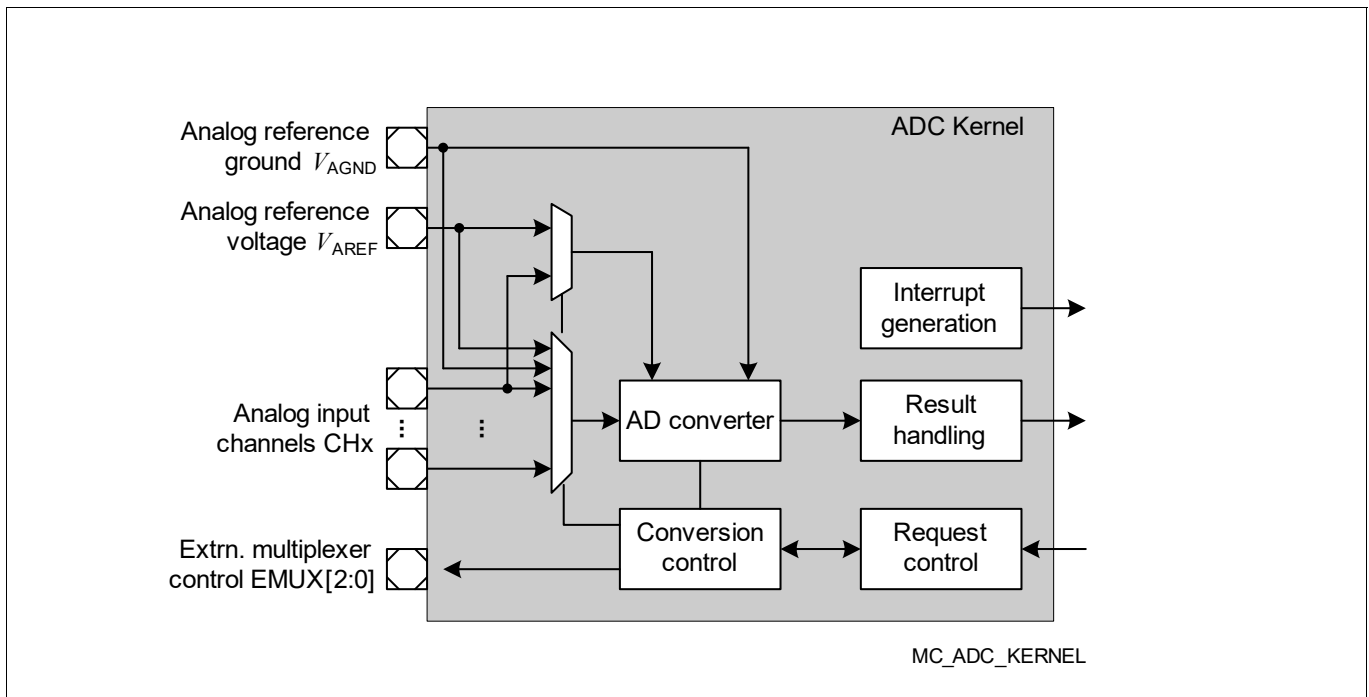 ADC Kernel
Analog reference
ground VAGND
Analog reference
voltage VAREF
Interrupt
generation
Analog input
channels CHx
...
...
AD converter
Result
handling
Extrn. multiplexer
control EMUX[2:0]
Conversion
control
Request
control
MC_ADC_KERNEL